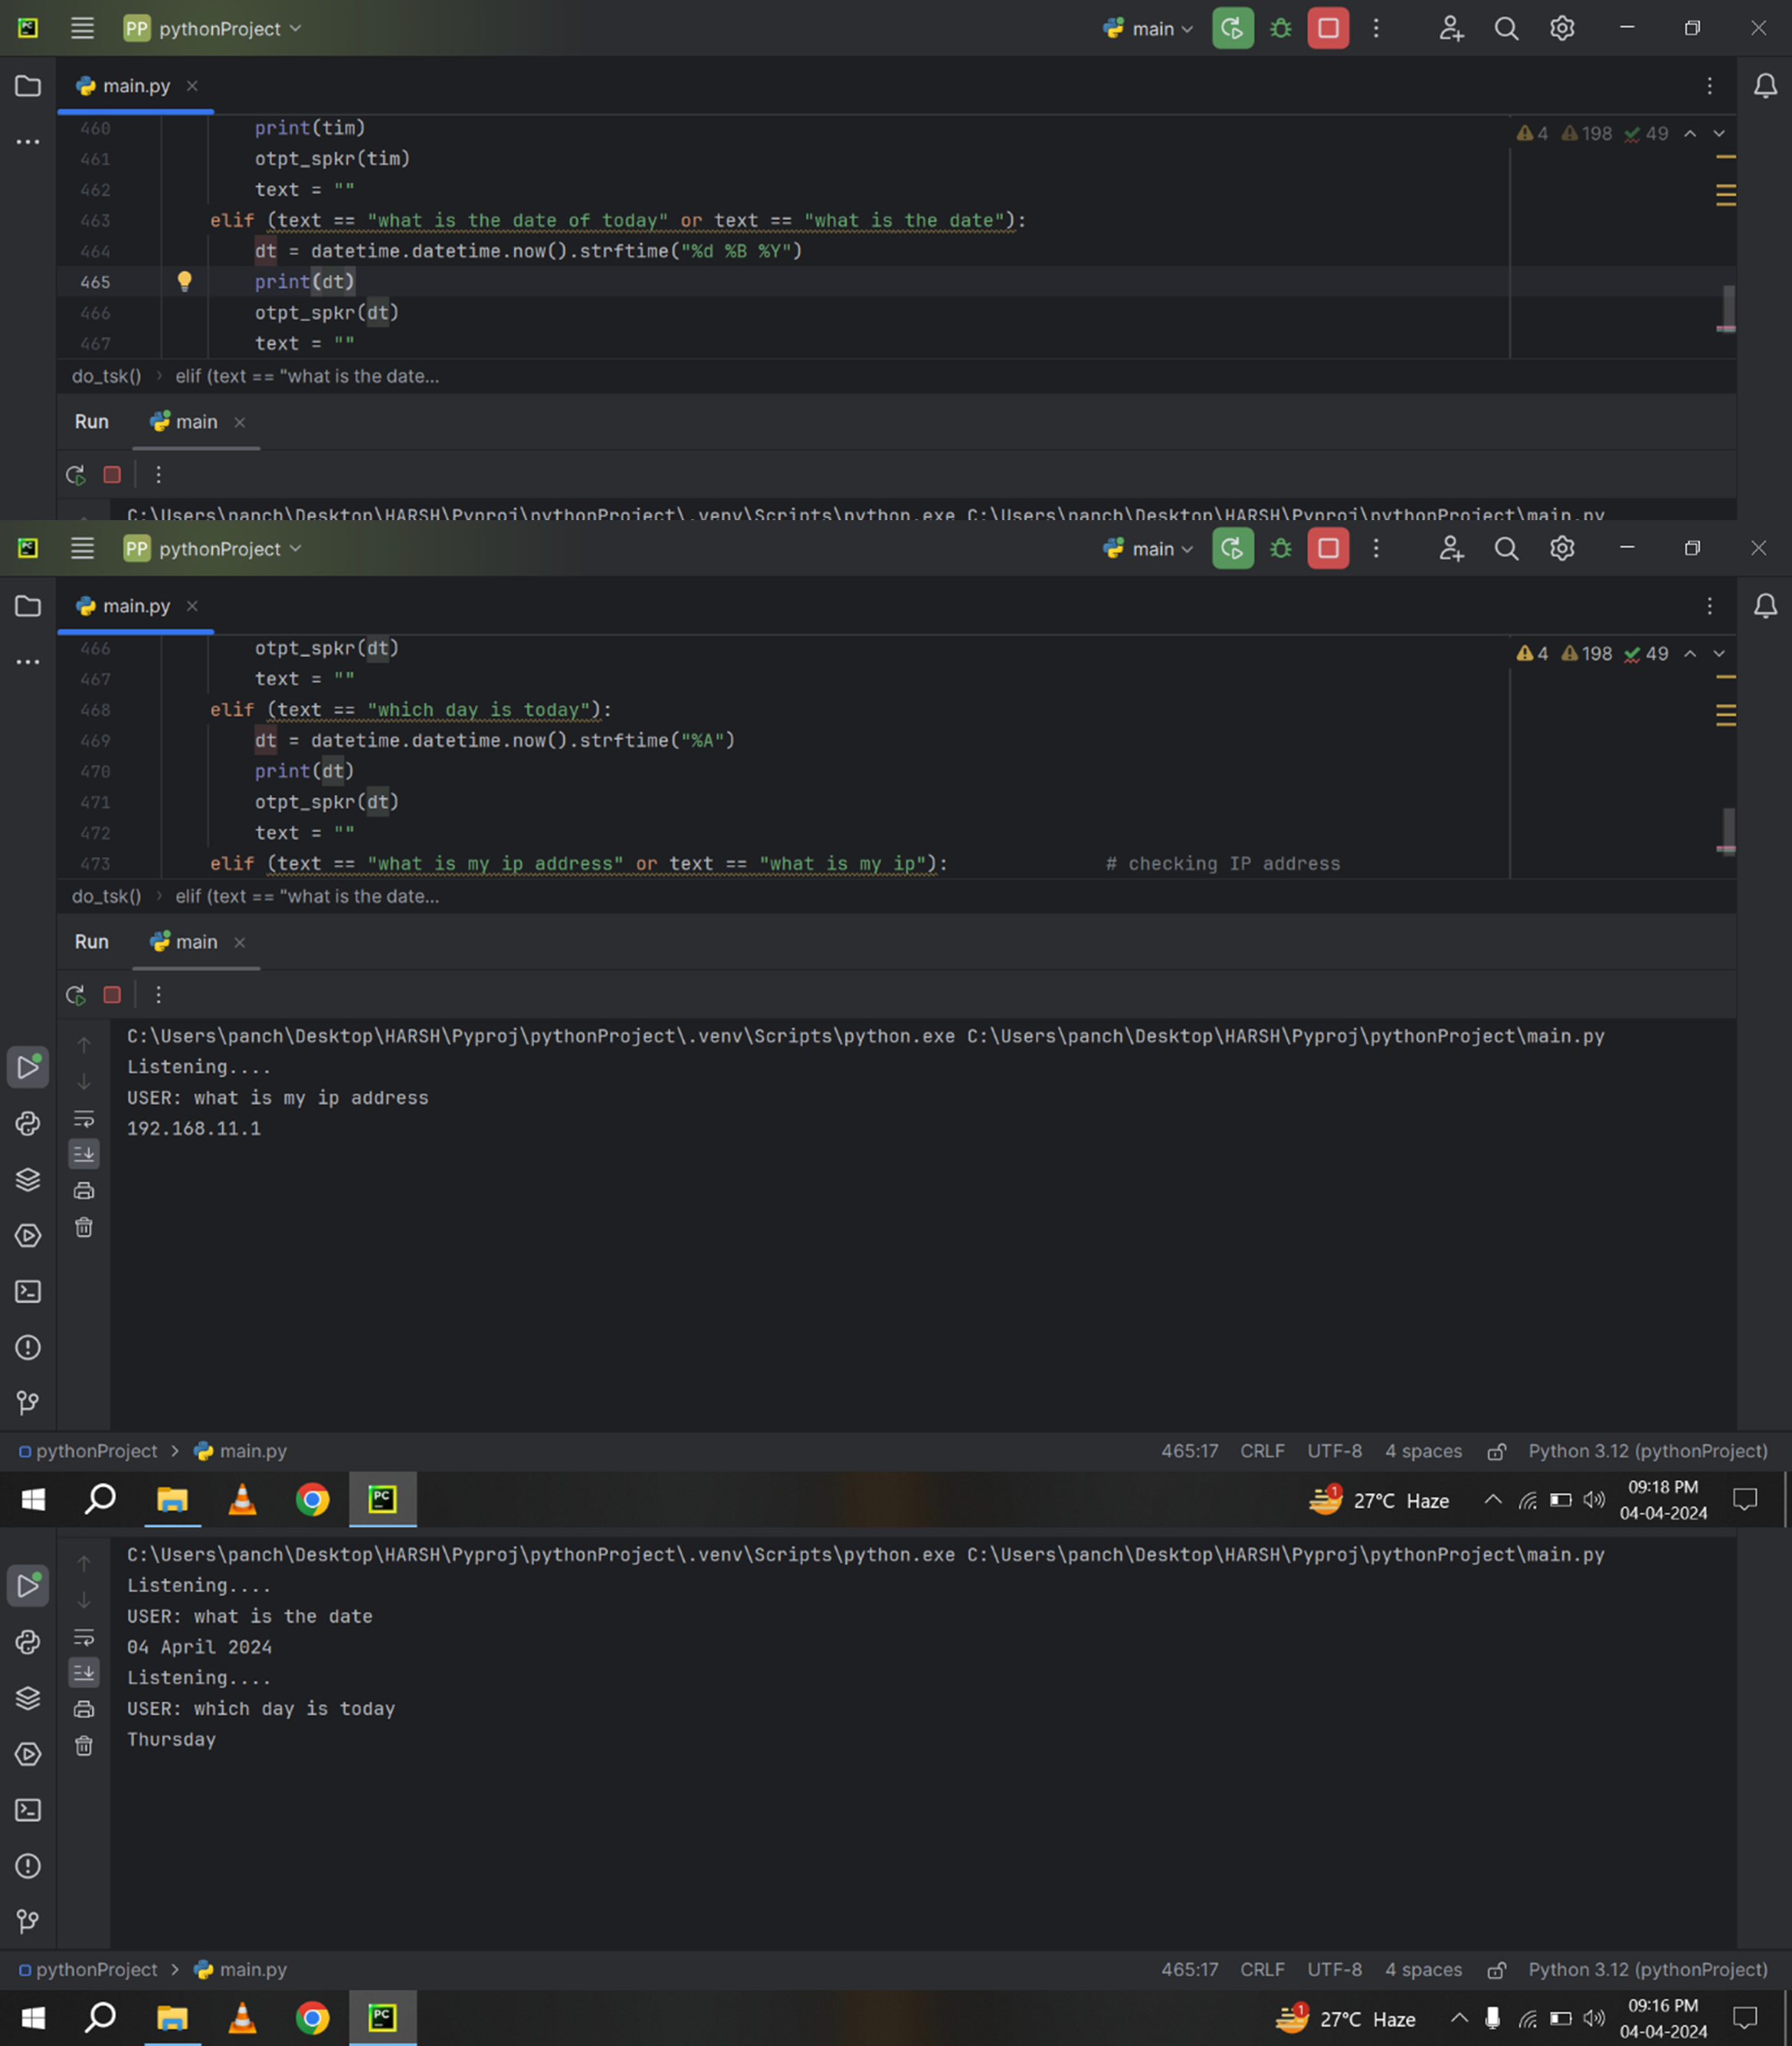 PC PP pythonProject main
main.py
4 198 49
460 print(tim)
461 otpt_spkr(tim)
462 text = ""
463 elif (text == "what is the date of today" or text == "what is the date"):
464 dt = datetime.datetime.now().strftime("%d %B %Y")
465 print(dt)
466 otpt_spkr(dt)
467 text = ""
do_tsk() › elif (text == "what is the date...
Run main
C:\Users\panch\Desktop\HARSH\Pyproj\pythonProject\.venv\Scripts\python.exe C:\Users\panch\Desktop\HARSH\Pyproj\pythonProject\main.py
PC PP pythonProject main
main.py
4 198 49
466 otpt_spkr(dt)
467 text = ""
468 elif (text == "which day is today"):
469 dt = datetime.datetime.now().strftime("%A")
470 print(dt)
471 otpt_spkr(dt)
472 text = ""
473 elif (text == "what is my ip address" or text == "what is my ip"): # checking IP address
do_tsk() › elif (text == "what is the date...
Run main
C:\Users\panch\Desktop\HARSH\Pyproj\pythonProject\.venv\Scripts\python.exe C:\Users\panch\Desktop\HARSH\Pyproj\pythonProject\main.py
Listening....
USER: what is my ip address
192.168.11.1
pythonProject > main.py 465:17 CRLF UTF-8 4 spaces Python 3.12 (pythonProject)
PC 1 27°C Haze 09:18 PM
04-04-2024
C:\Users\panch\Desktop\HARSH\Pyproj\pythonProject\.venv\Scripts\python.exe C:\Users\panch\Desktop\HARSH\Pyproj\pythonProject\main.py
Listening....
USER: what is the date
04 April 2024
Listening....
USER: which day is today
Thursday
pythonProject > main.py 465:17 CRLF UTF-8 4 spaces Python 3.12 (pythonProject)
PC 1 27°C Haze 09:16 PM
04-04-2024